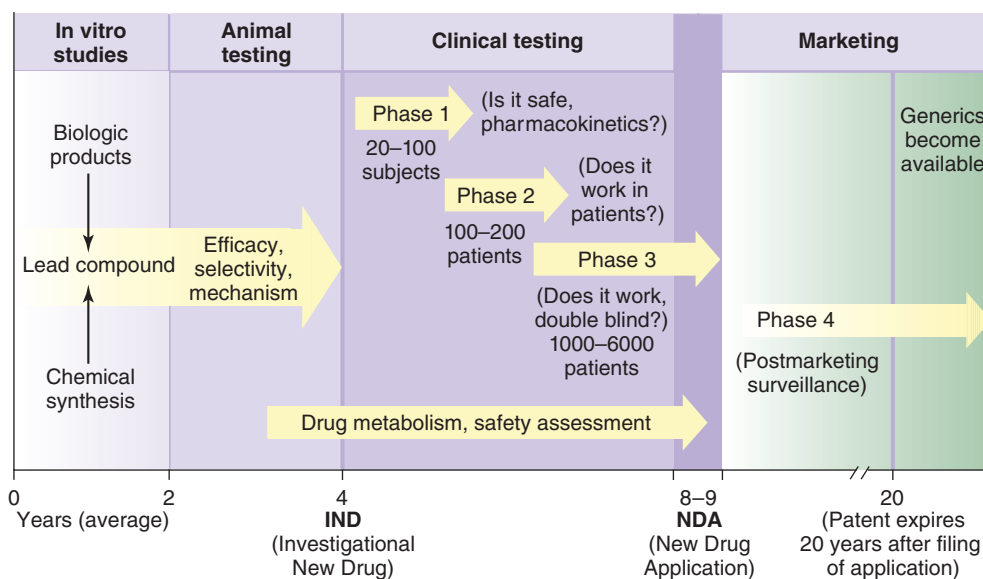 In vitro
studies
Animal
testing
Clinical testing
Marketing
Biologic
products
Lead compound
Chemical
synthesis
Efficacy,
selectivity,
mechanism
Phase 1
(Is it safe,
pharmacokinetics?)
20–100
subjects
Phase 2
(Does it
work in
patients?)
100–200
patients
Phase 3
(Does it work,
double blind?)
1000–6000
patients
Drug metabolism, safety assessment
Generics
become
available
Phase 4
(Postmarketing
surveillance)
0
2
4
8–9
20
Years (average)
IND
(Investigational
New Drug)
NDA
(New Drug
Application)
(Patent expires
20 years after filing
of application)